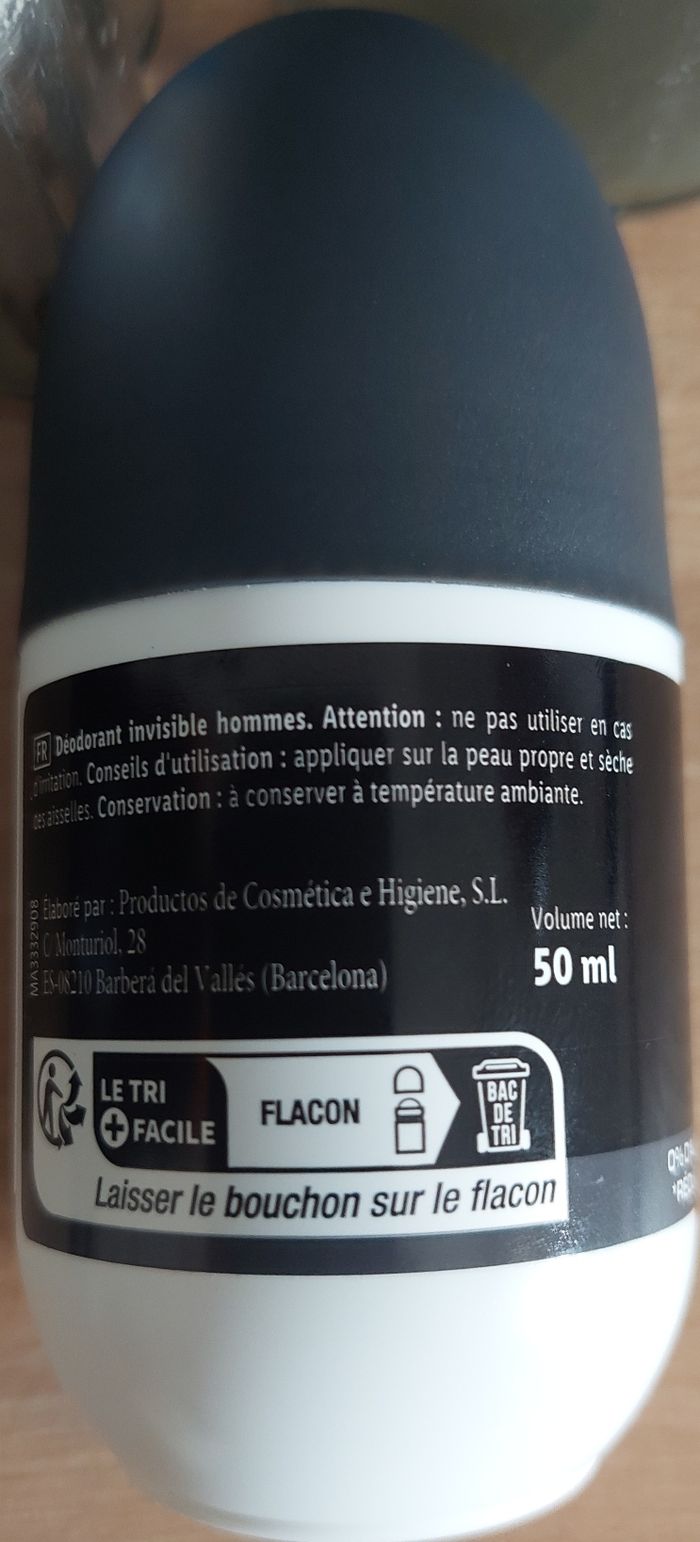 FR Déodorant invisible hommes. Attention : ne pas utiliser en cas
d'irritation. Conseils d'utilisation : appliquer sur la peau propre et sèche
des aisselles. Conservation : à conserver à température ambiante.
MA3332908
Élaboré par : Productos de Cosmética e Higiene, S.L.
C/ Monturiol, 28
ES-08210 Barberá del Vallés (Barcelona)
Volume net :
50 ml
LE TRI
+ FACILE
FLACON
BAC
DE
TRI
Laisser le bouchon sur le flacon
0%